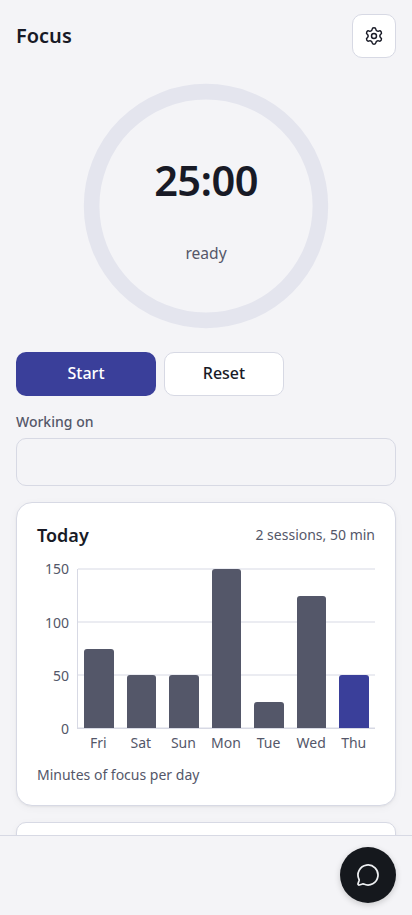 Focus
25:00
ready
Start Reset
Working on
Today 2 sessions, 50 min
150
100
50
0
Fri Sat Sun Mon Tue Wed Thu
Minutes of focus per day